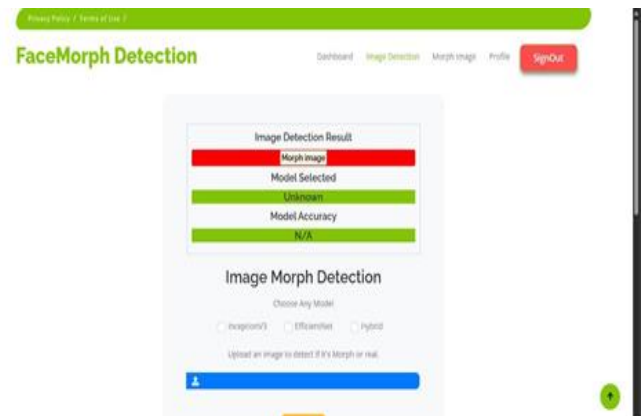 Privacy Policy / Terms of Use /
FaceMorph Detection
Dashboard Image Detection Morph Image Profile SignOut
Image Detection Result
Morph image
Model Selected
Unknown
Model Accuracy
N/A
Image Morph Detection
Choose Any Model
InceptionV3 EfficientNet Hybrid
Upload an image to detect if it's Morph or real.